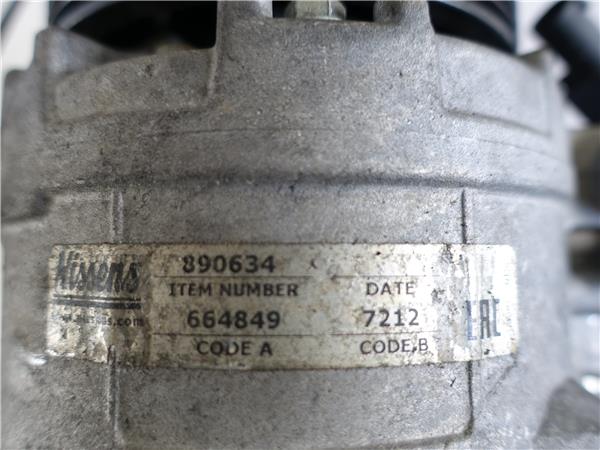 Nissens
890634
ITEM NUMBER DATE
664849 7212
CODE A CODE B
EAC